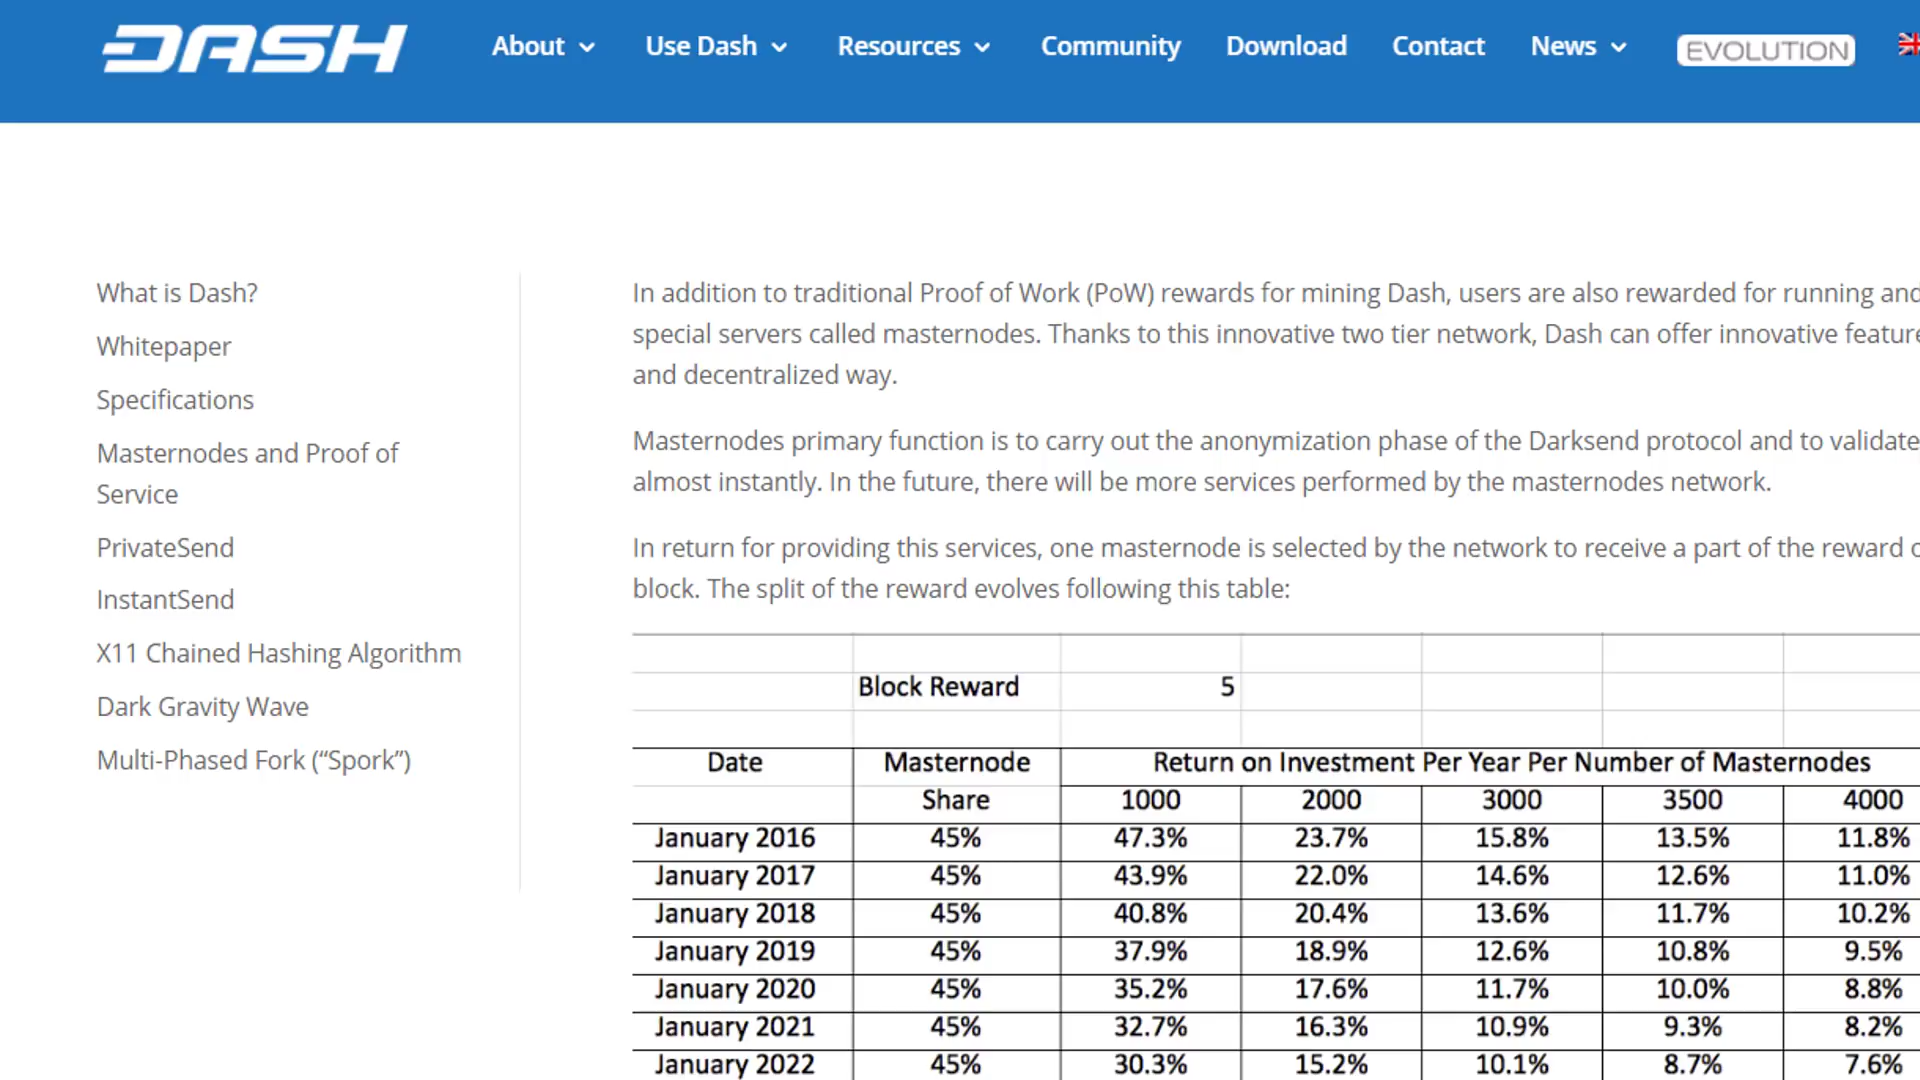 DASH
About
Use Dash
Resources
Community
Download
Contact
News
EVOLUTION
What is Dash?
Whitepaper
Specifications
Masternodes and Proof of
Service
PrivateSend
InstantSend
X11 Chained Hashing Algorithm
Dark Gravity Wave
Multi-Phased Fork (“Spork”)
In addition to traditional Proof of Work (PoW) rewards for mining Dash, users are also rewarded for running and
special servers called masternodes. Thanks to this innovative two tier network, Dash can offer innovative feature
and decentralized way.
Masternodes primary function is to carry out the anonymization phase of the Darksend protocol and to validate
almost instantly. In the future, there will be more services performed by the masternodes network.
In return for providing this services, one masternode is selected by the network to receive a part of the reward
block. The split of the reward evolves following this table:
Block Reward 5
Date Masternode Return on Investment Per Year Per Number of Masternodes
Share 1000 2000 3000 3500 4000
January 2016 45% 47.3% 23.7% 15.8% 13.5% 11.8%
January 2017 45% 43.9% 22.0% 14.6% 12.6% 11.0%
January 2018 45% 40.8% 20.4% 13.6% 11.7% 10.2%
January 2019 45% 37.9% 18.9% 12.6% 10.8% 9.5%
January 2020 45% 35.2% 17.6% 11.7% 10.0% 8.8%
January 2021 45% 32.7% 16.3% 10.9% 9.3% 8.2%
January 2022 45% 30.3% 15.2% 10.1% 8.7% 7.6%